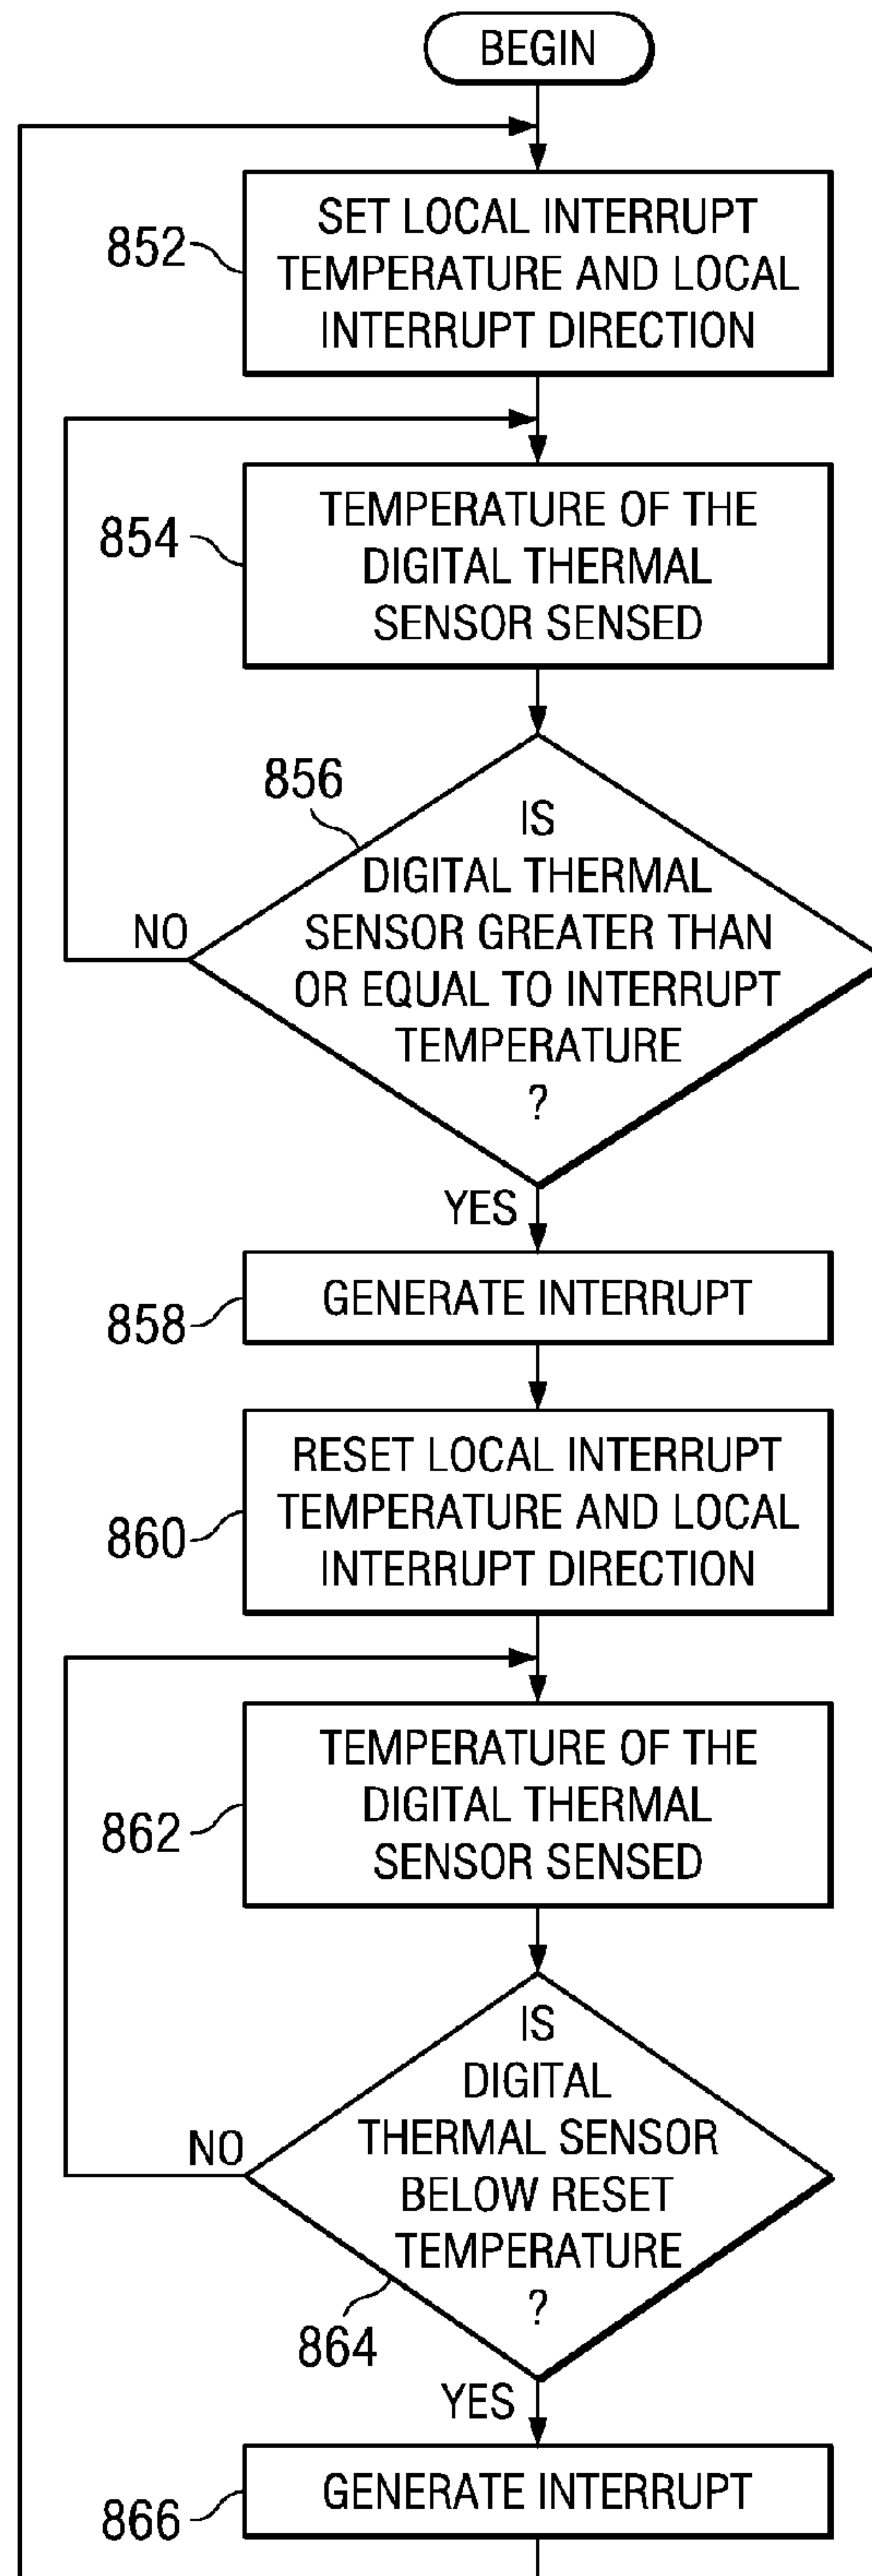 BEGIN
852
SET LOCAL INTERRUPT
TEMPERATURE AND LOCAL
INTERRUPT DIRECTION
854
TEMPERATURE OF THE
DIGITAL THERMAL
SENSOR SENSED
856
IS
DIGITAL THERMAL
SENSOR GREATER THAN
OR EQUAL TO INTERRUPT
TEMPERATURE
?
NO
YES
858
GENERATE INTERRUPT
860
RESET LOCAL INTERRUPT
TEMPERATURE AND LOCAL
INTERRUPT DIRECTION
862
TEMPERATURE OF THE
DIGITAL THERMAL
SENSOR SENSED
IS
DIGITAL
THERMAL SENSOR
BELOW RESET
TEMPERATURE
?
NO
864
YES
866
GENERATE INTERRUPT